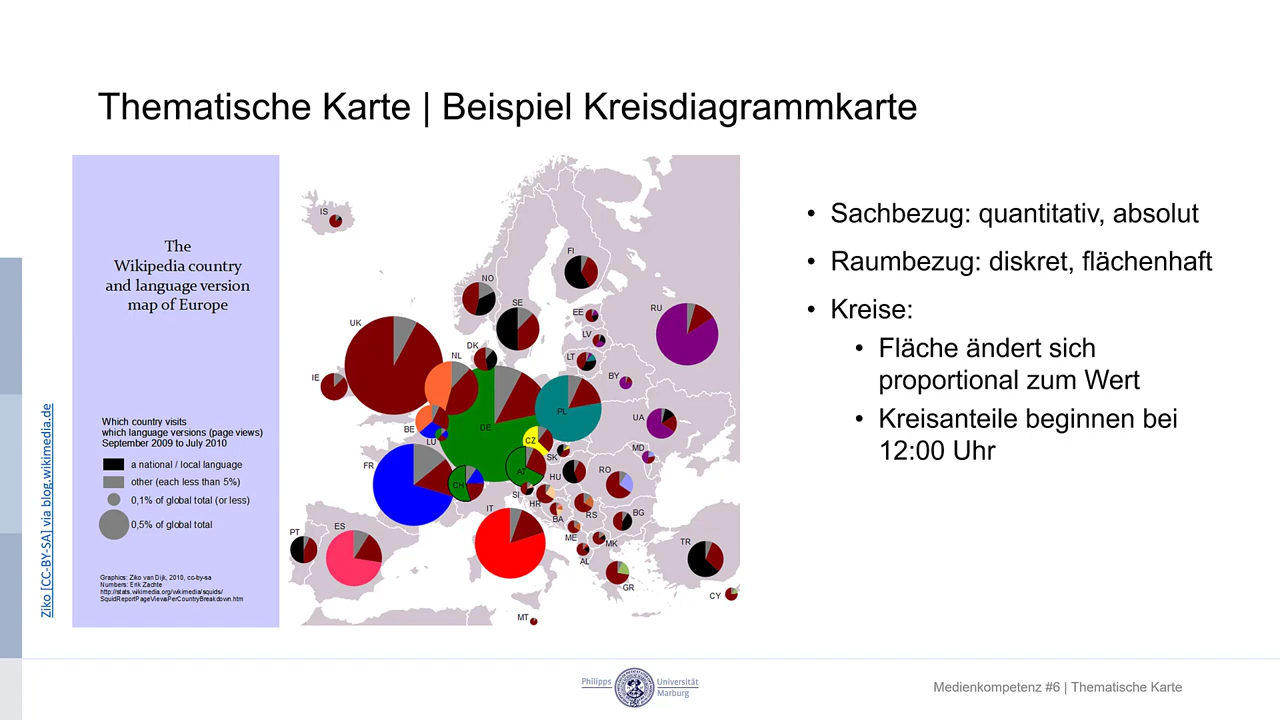 Thematische Karte | Beispiel Kreisdiagrammkarte
The
Wikipedia country
and language version
map of Europe
Which country visits
which language versions (page views)
September 2009 to July 2010
a national / local language
other (each less than 5%)
0,1% of global total (or less)
0,5% of global total
Graphics: Ziko van Dijk, 2010, cc-by-sa
Numbers: Erik Zachte
http://stats.wikimedia.org/wikimedia/squids/
SquidReportPageViewsPerCountryBreakdown.htm
Ziko [CC-BY-SA] via blog.wikimedia.de
IS
FI
NO
SE
EE
RU
UK
LV
DK
NL
LT
IE
BY
PL
UA
BE
DE
LU
CZ
MD
SK
FR
AT
CH
HU
RO
SI
HR
IT
BA
RS
BG
ES
PT
ME
MK
TR
AL
GR
CY
MT
• Sachbezug: quantitativ, absolut
• Raumbezug: diskret, flächenhaft
• Kreise:
• Fläche ändert sich
proportional zum Wert
• Kreisanteile beginnen bei
12:00 Uhr
Philipps Universität
Marburg
Medienkompetenz #6 | Thematische Karte